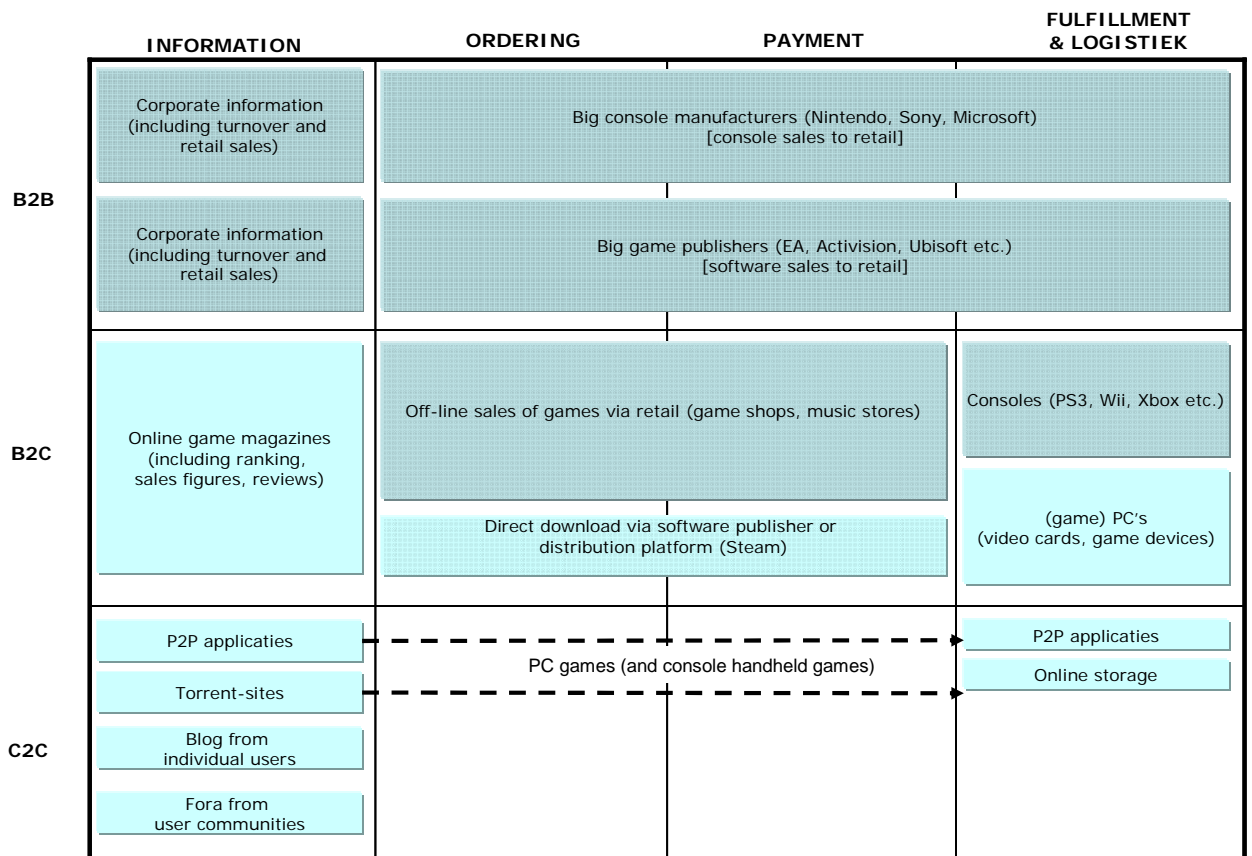 INFORMATION
ORDERING
PAYMENT
FULFILLMENT
& LOGISTIEK
B2B
Corporate information
(including turnover and
retail sales)
Big console manufacturers (Nintendo, Sony, Microsoft)
[console sales to retail]
Corporate information
(including turnover and
retail sales)
Big game publishers (EA, Activision, Ubisoft etc.)
[software sales to retail]
B2C
Online game magazines
(including ranking,
sales figures, reviews)
Off-line sales of games via retail (game shops, music stores)
Direct download via software publisher or
distribution platform (Steam)
Consoles (PS3, Wii, Xbox etc.)
(game) PC's
(video cards, game devices)
C2C
P2P applicaties
Torrent-sites
Blog from
individual users
Fora from
user communities
PC games (and console handheld games)
P2P applicaties
Online storage